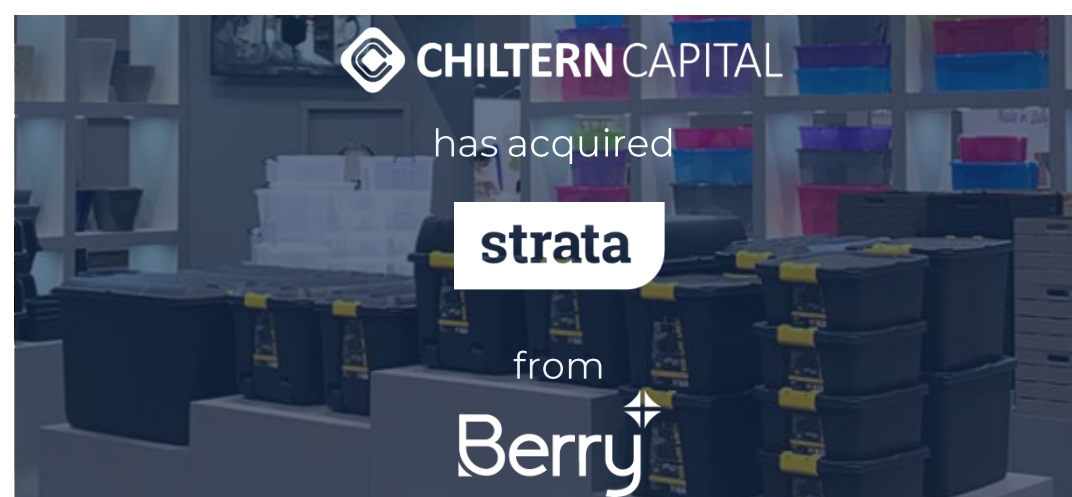 CHILTERN CAPITAL
has acquired
strata
from
Berry